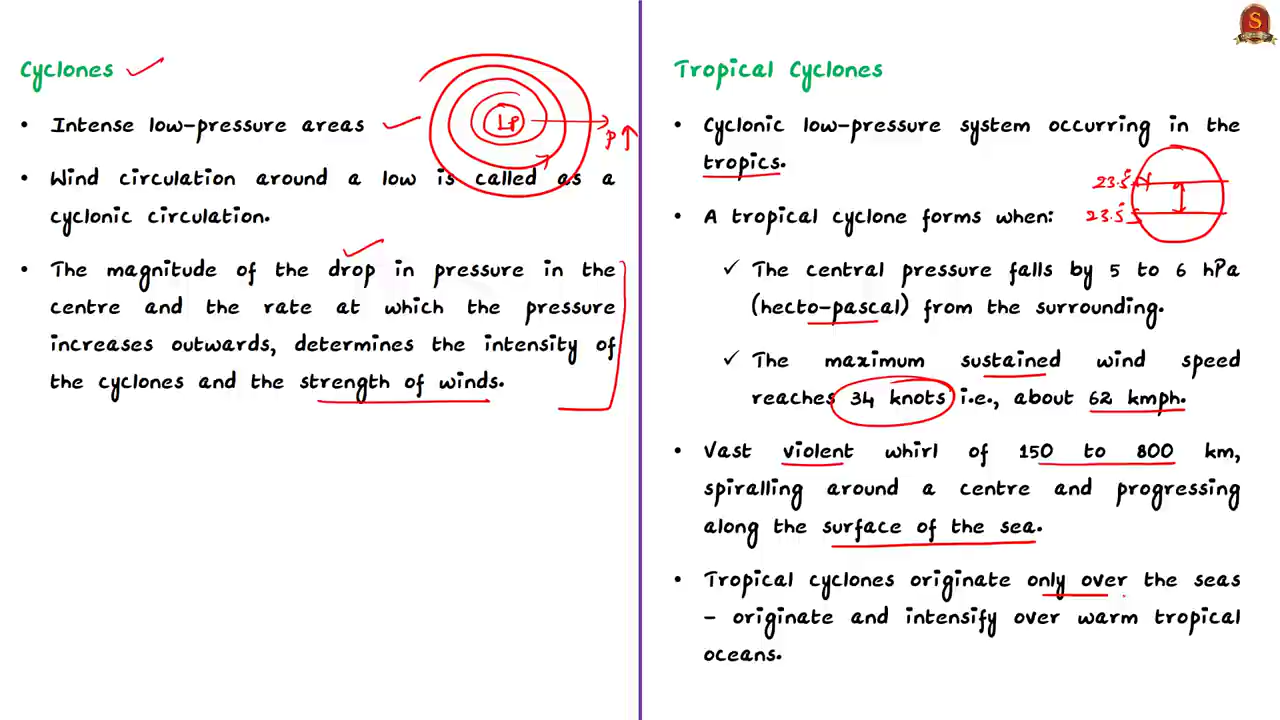 Cyclones
• Intense low-pressure areas
LP
P↑
• Wind circulation around a low is called as a
cyclonic circulation.
• The magnitude of the drop in pressure in the
centre and the rate at which the pressure
increases outwards, determines the intensity of
the cyclones and the strength of winds.
S
Tropical Cyclones
• Cyclonic low-pressure system occurring in the
tropics.
23.5°N
23.5°S
• A tropical cyclone forms when:
✓ The central pressure falls by 5 to 6 hPa
(hecto-pascal) from the surrounding.
✓ The maximum sustained wind speed
reaches 34 knots i.e., about 62 kmph.
• Vast violent whirl of 150 to 800 km,
spiralling around a centre and progressing
along the surface of the sea.
• Tropical cyclones originate only over the seas
- originate and intensify over warm tropical
oceans.